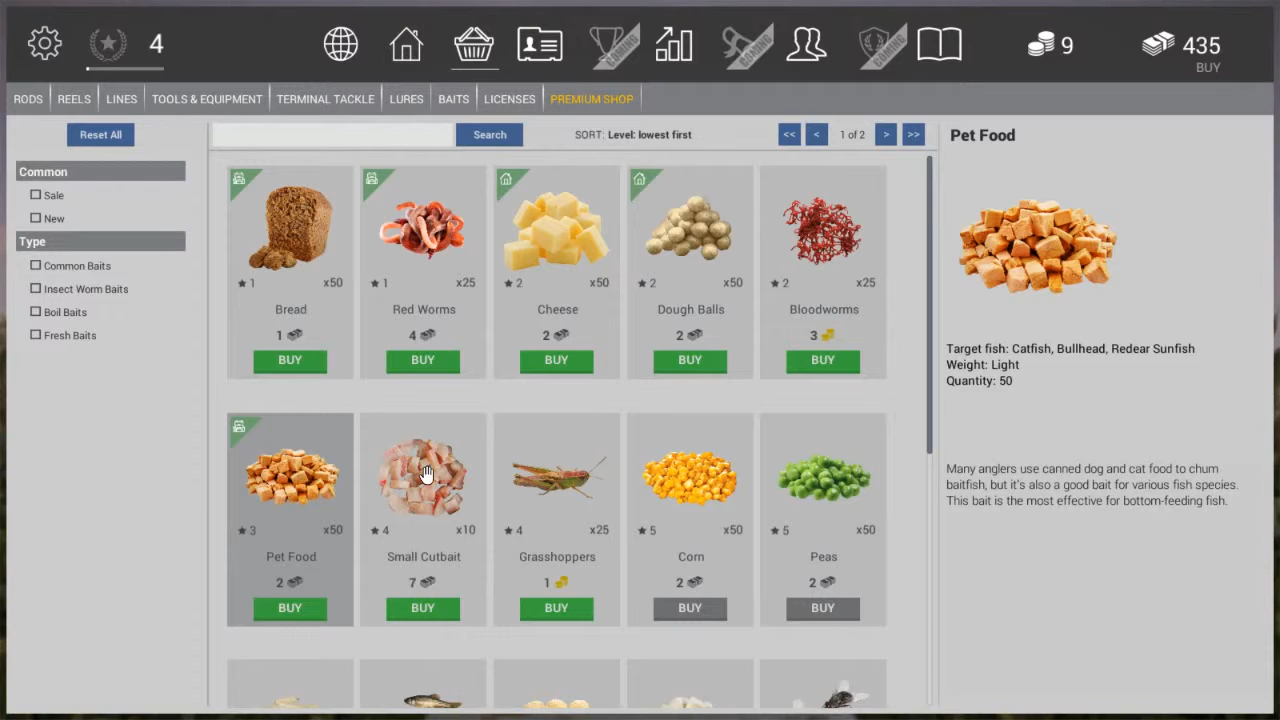 4
COMING
COMING
COMING
9
435
BUY
RODS REELS LINES TOOLS & EQUIPMENT TERMINAL TACKLE LURES BAITS LICENSES PREMIUM SHOP
Reset All
Search
SORT: Level: lowest first
<< < 1 of 2 > >>
Pet Food
Common
Sale
New
Type
Common Baits
Insect Worm Baits
Boil Baits
Fresh Baits
1 x50
Bread
1
BUY
1 x25
Red Worms
4
BUY
2 x50
Cheese
2
BUY
2 x50
Dough Balls
2
BUY
2 x25
Bloodworms
3
BUY
3 x50
Pet Food
2
BUY
4 x10
Small Cutbait
7
BUY
4 x25
Grasshoppers
1
BUY
5 x50
Corn
2
BUY
5 x50
Peas
2
BUY
Target fish: Catfish, Bullhead, Redear Sunfish
Weight: Light
Quantity: 50
Many anglers use canned dog and cat food to chum
baitfish, but it's also a good bait for various fish species.
This bait is the most effective for bottom-feeding fish.